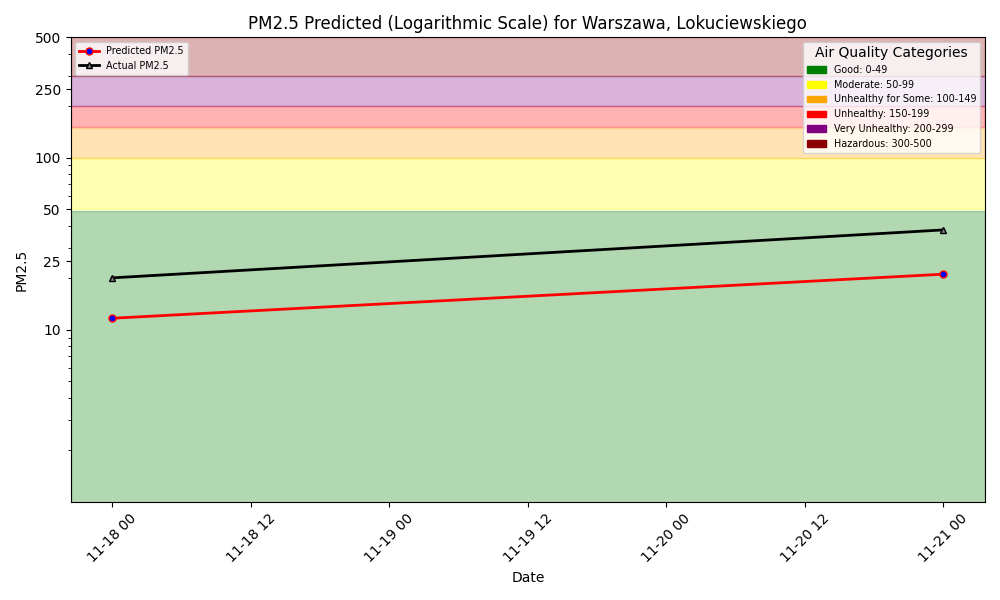 PM2.5 Predicted (Logarithmic Scale) for Warszawa, Lokuciewskiego
Predicted PM2.5
Actual PM2.5
Air Quality Categories
Good: 0-49
Moderate: 50-99
Unhealthy for Some: 100-149
Unhealthy: 150-199
Very Unhealthy: 200-299
Hazardous: 300-500
500
250
100
50
25
10
PM2.5
11-18 00
11-18 12
11-19 00
11-19 12
11-20 00
11-20 12
11-21 00
Date